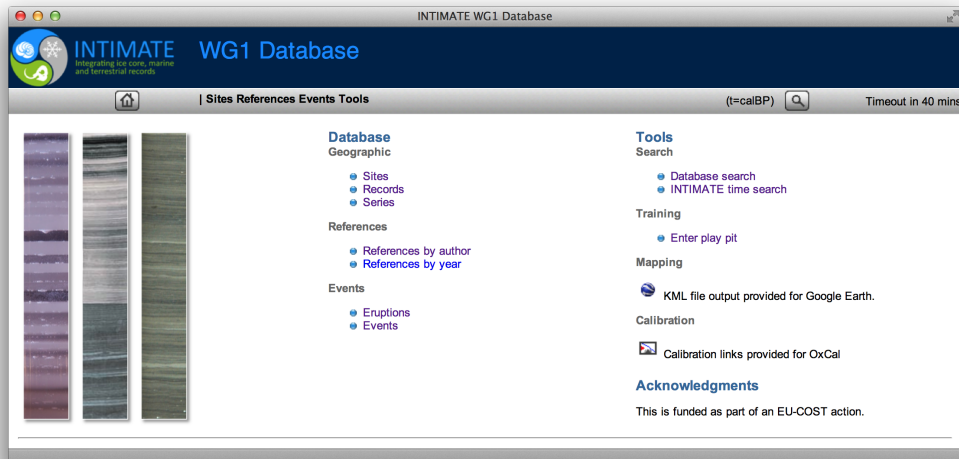 INTIMATE WG1 Database
INTIMATE
Integrating ice core, marine
and terrestrial records
WG1 Database
| Sites References Events Tools
(t=calBP)
Timeout in 40 mins
Database
Geographic
Sites
Records
Series
References
References by author
References by year
Events
Eruptions
Events
Tools
Search
Database search
INTIMATE time search
Training
Enter play pit
Mapping
KML file output provided for Google Earth.
Calibration
Calibration links provided for OxCal
Acknowledgments
This is funded as part of an EU-COST action.